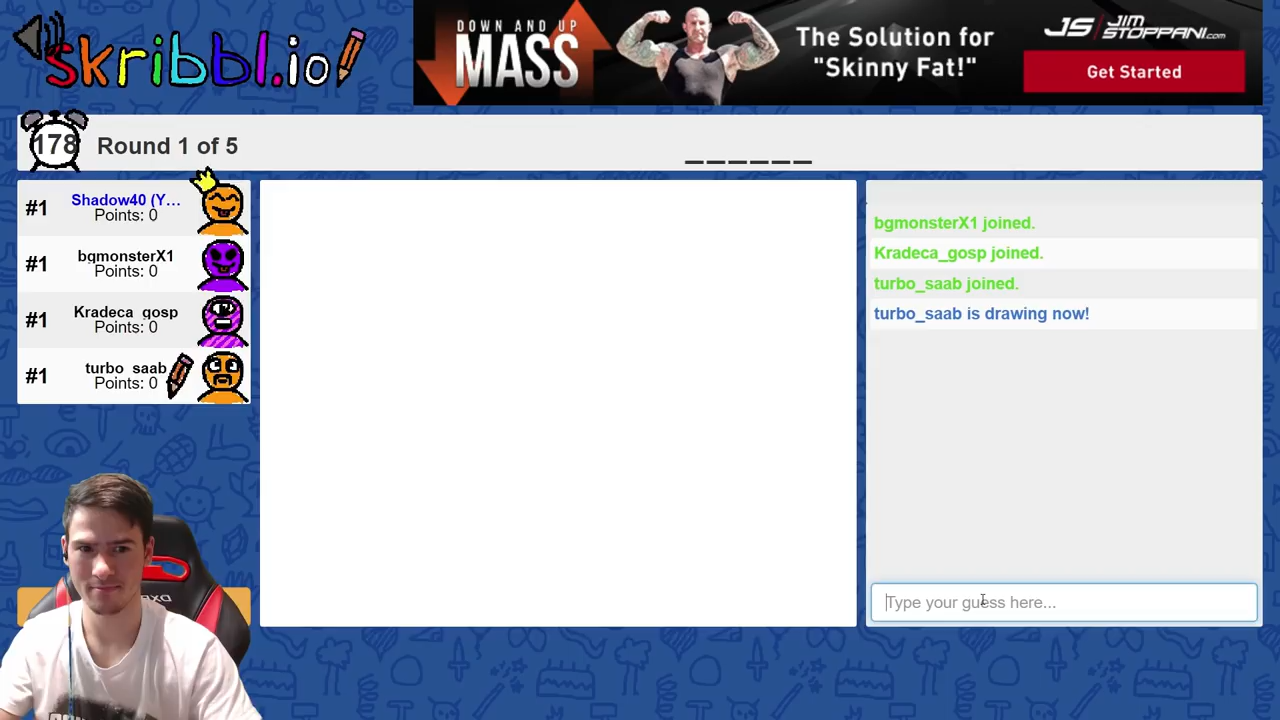 skribbl.io
DOWN AND UP
MASS
The Solution for
"Skinny Fat!"
JS JIM
STOPPANI.com
Get Started
178
Round 1 of 5
______
#1 Shadow40 (Y...
Points: 0
#1 bgmonsterX1
Points: 0
#1 Kradeca_gosp
Points: 0
#1 turbo_saab
Points: 0
bgmonsterX1 joined.
Kradeca_gosp joined.
turbo_saab joined.
turbo_saab is drawing now!
Type your guess here...